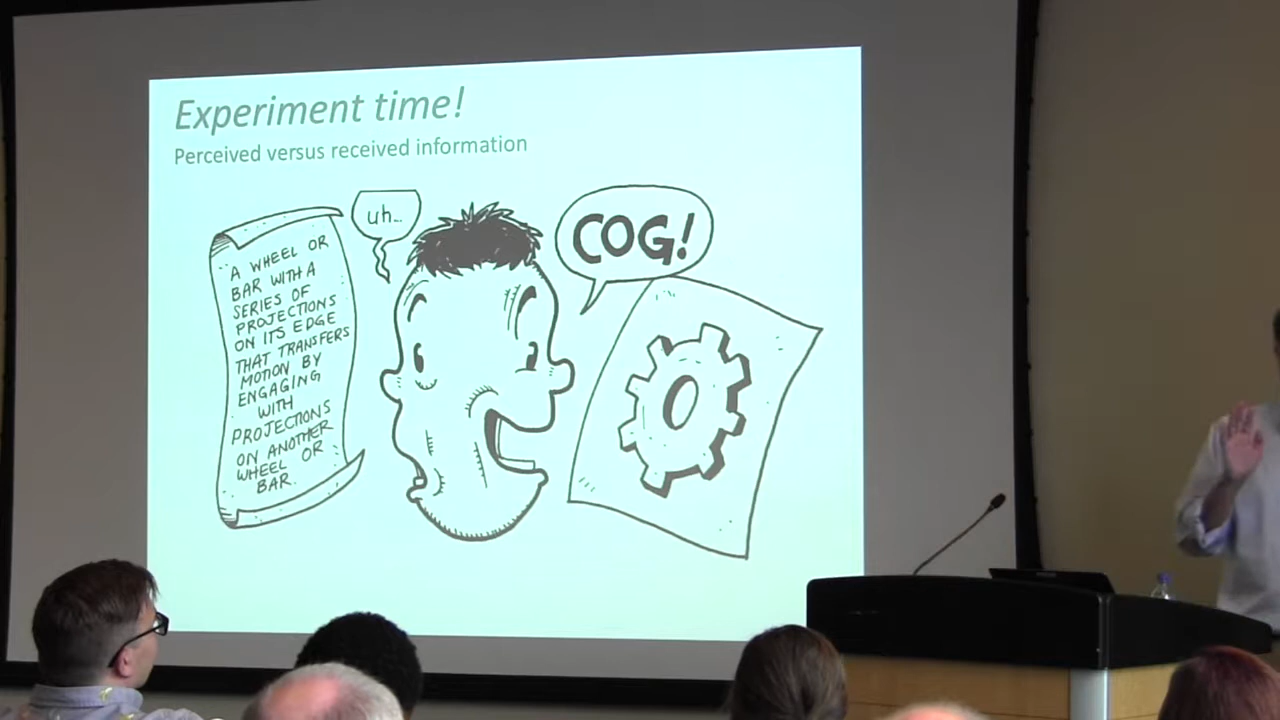 Experiment time!
Perceived versus received information
uh...
COG!
A WHEEL OR
BAR WITH A
SERIES OF
PROJECTIONS
ON ITS EDGE
THAT TRANSFERS
MOTION BY
ENGAGING
WITH
PROJECTIONS
ON ANOTHER
WHEEL OR
BAR.